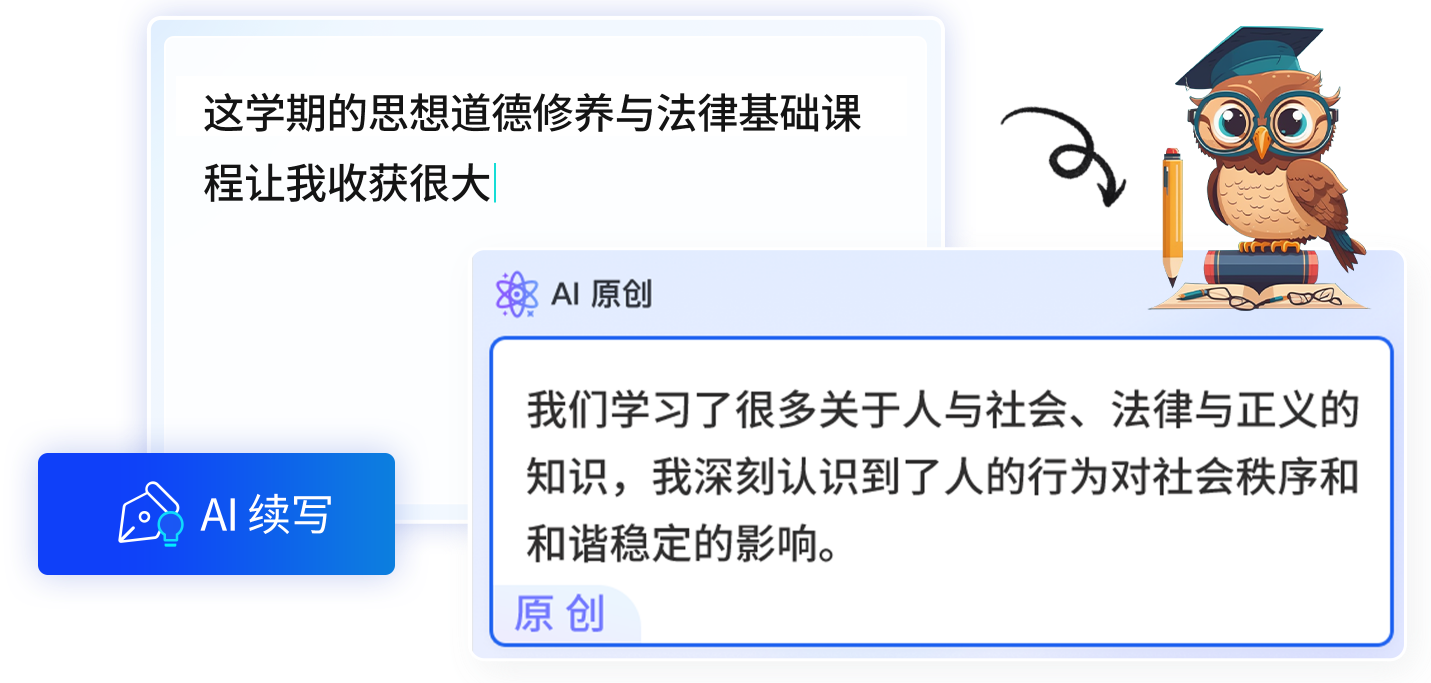 这学期的思想道德修养与法律基础课
程让我收获很大
AI 原创
我们学习了很多关于人与社会、法律与正义的
知识，我深刻认识到了人的行为对社会秩序和
和谐稳定的影响。
原创
AI 续写